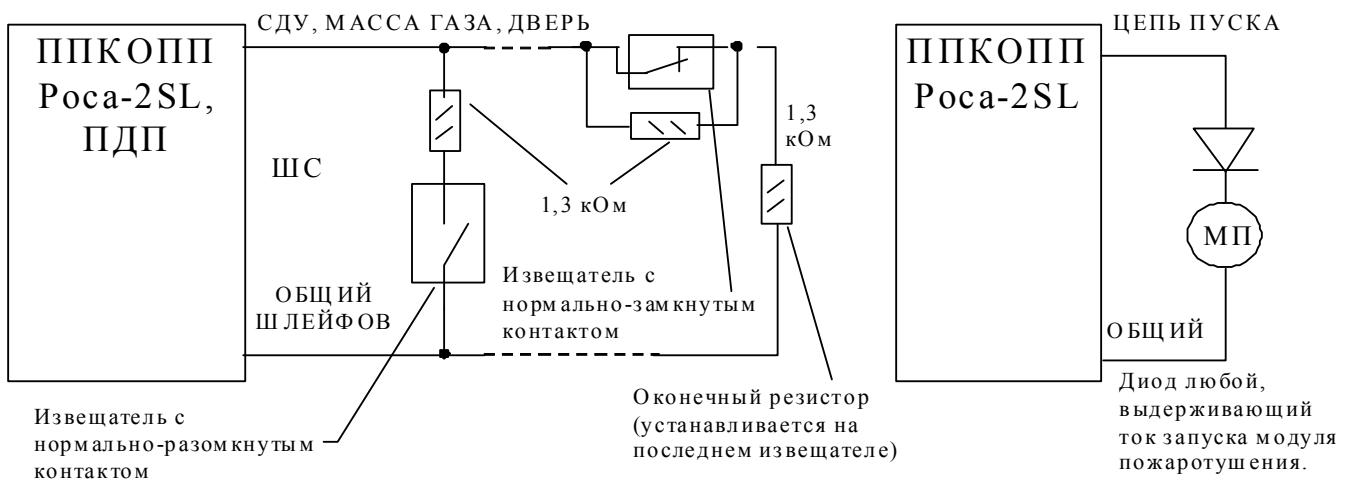 СДУ, МАССА ГАЗА, ДВЕРЬ
ППКОПП
Роса-2SL,
ПДП
ШС
1,3 кОм
1,3
кОм
ОБЩИЙ
ШЛЕЙФОВ
Извещатель с
нормально-замкнутым
контактом
Извещатель с
нормально-разомкнутым
контактом
Оконечный резистор
(устанавливается на
последнем извещателе)
ЦЕПЬ ПУСКА
ППКОПП
Роса-2SL
МП
ОБЩИЙ
Диод любой,
выдерживающий
ток запуска модуля
пожаротушения.